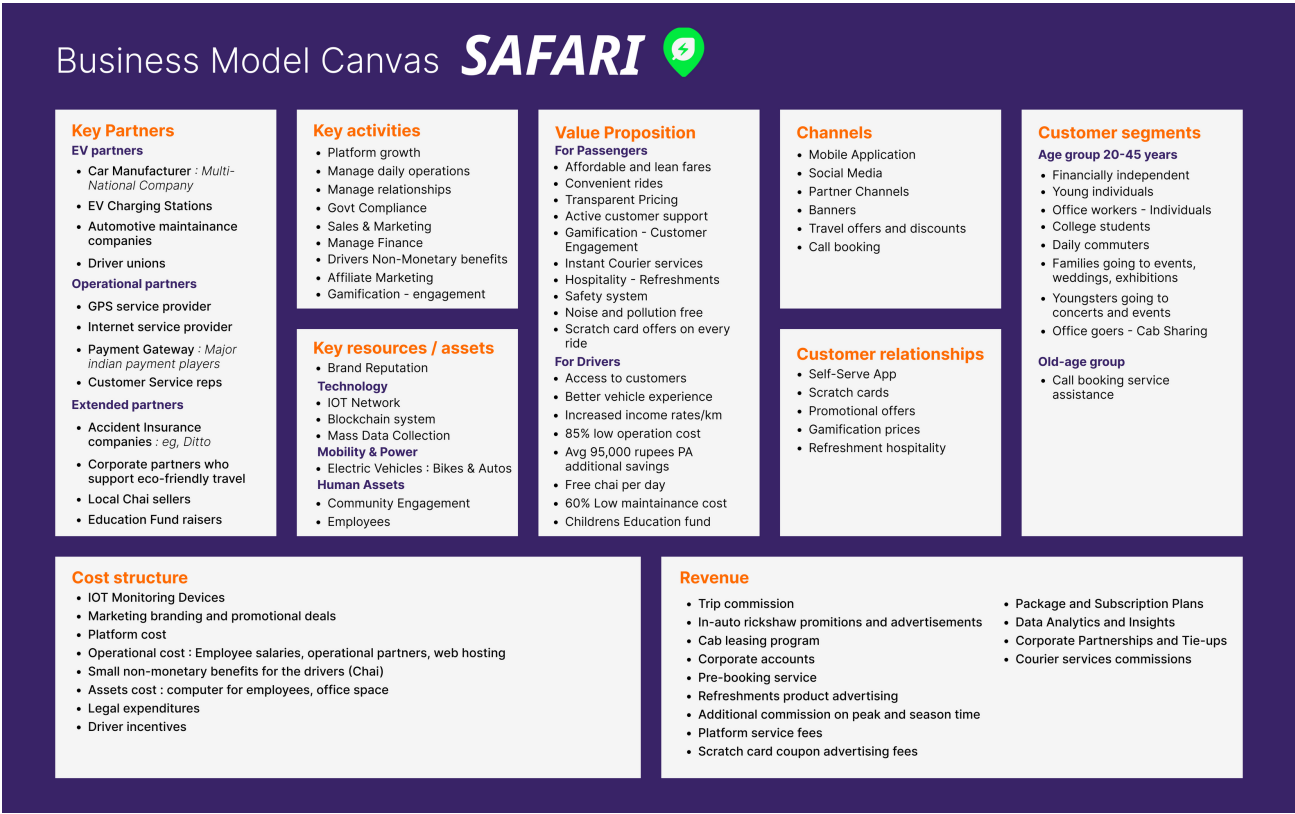 Business Model Canvas SAFARI
Key Partners
EV partners
• Car Manufacturer : Multi-
National Company
• EV Charging Stations
• Automotive maintainance
companies
• Driver unions
Operational partners
• GPS service provider
• Internet service provider
• Payment Gateway : Major
indian payment players
• Customer Service reps
Extended partners
• Accident Insurance
companies : eg, Ditto
• Corporate partners who
support eco-friendly travel
• Local Chai sellers
• Education Fund raisers
Key activities
• Platform growth
• Manage daily operations
• Manage relationships
• Govt Compliance
• Sales & Marketing
• Manage Finance
• Drivers Non-Monetary benefits
• Affiliate Marketing
• Gamification - engagement
Key resources / assets
• Brand Reputation
Technology
• IOT Network
• Blockchain system
• Mass Data Collection
Mobility & Power
• Electric Vehicles : Bikes & Autos
Human Assets
• Community Engagement
• Employees
Value Proposition
For Passengers
• Affordable and lean fares
• Convenient rides
• Transparent Pricing
• Active customer support
• Gamification - Customer
Engagement
• Instant Courier services
• Hospitality - Refreshments
• Safety system
• Noise and pollution free
• Scratch card offers on every
ride
For Drivers
• Access to customers
• Better vehicle experience
• Increased income rates/km
• 85% low operation cost
• Avg 95,000 rupees PA
additional savings
• Free chai per day
• 60% Low maintainance cost
• Childrens Education fund
Channels
• Mobile Application
• Social Media
• Partner Channels
• Banners
• Travel offers and discounts
• Call booking
Customer relationships
• Self-Serve App
• Scratch cards
• Promotional offers
• Gamification prices
• Refreshment hospitality
Customer segments
Age group 20-45 years
• Financially independent
• Young individuals
• Office workers - Individuals
• College students
• Daily commuters
• Families going to events,
weddings, exhibitions
• Youngsters going to
concerts and events
• Office goers - Cab Sharing
Old-age group
• Call booking service
assistance
Cost structure
• IOT Monitoring Devices
• Marketing branding and promotional deals
• Platform cost
• Operational cost : Employee salaries, operational partners, web hosting
• Small non-monetary benefits for the drivers (Chai)
• Assets cost : computer for employees, office space
• Legal expenditures
• Driver incentives
Revenue
• Trip commission
• In-auto rickshaw promitions and advertisements
• Cab leasing program
• Corporate accounts
• Pre-booking service
• Refreshments product advertising
• Additional commission on peak and season time
• Platform service fees
• Scratch card coupon advertising fees
• Package and Subscription Plans
• Data Analytics and Insights
• Corporate Partnerships and Tie-ups
• Courier services commissions